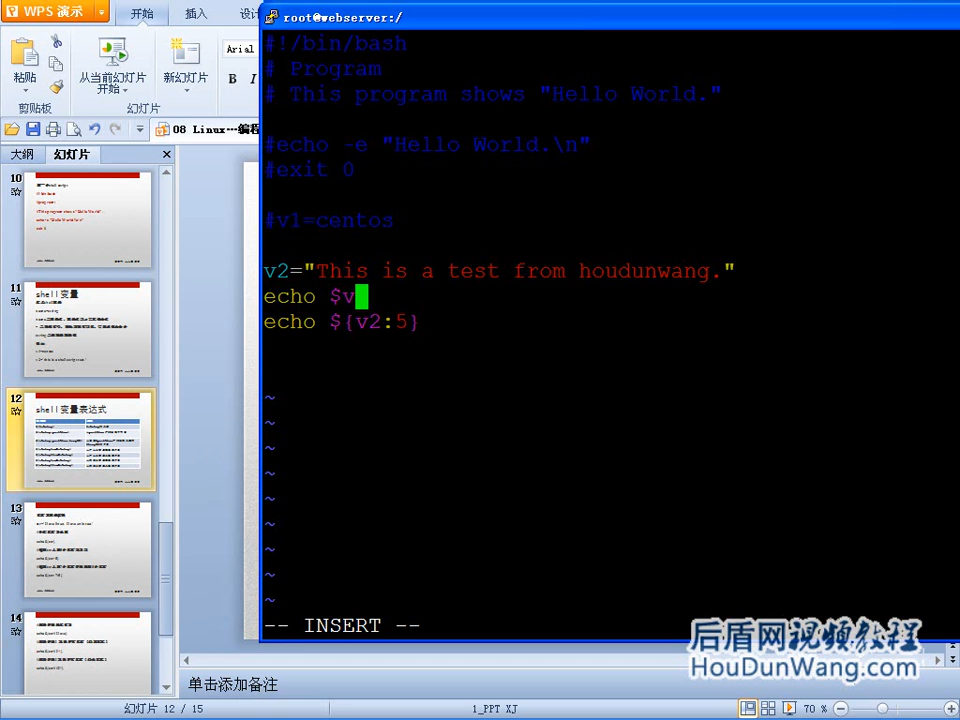 WPS 演示
开始
插入
设计
root@webserver:/
粘贴
从当前幻灯片
开始
新幻灯片
Arial
B I
剪贴板
幻灯片
08 Linux…编程
大纲
幻灯片
#!/bin/bash
# Program
# This program shows "Hello World."
#echo -e "Hello World.\n"
#exit 0
#v1=centos
v2="This is a test from houdunwang."
echo $v
echo ${v2:5}
~
~
~
~
~
~
~
~
~
-- INSERT --
10
11
shell变量
12
shell变量表达式
13
14
后盾网视频教程
HouDunWang.com
单击添加备注
幻灯片 12 / 15
1_PPT XJ
70 %